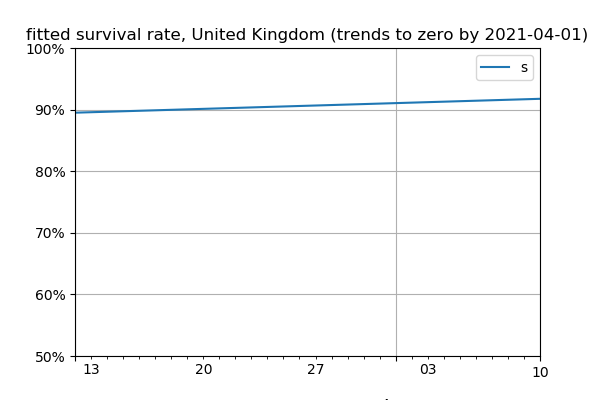 fitted survival rate, United Kingdom (trends to zero by 2021-04-01)
100%
s
90%
80%
70%
60%
50%
13 20 27 03 10